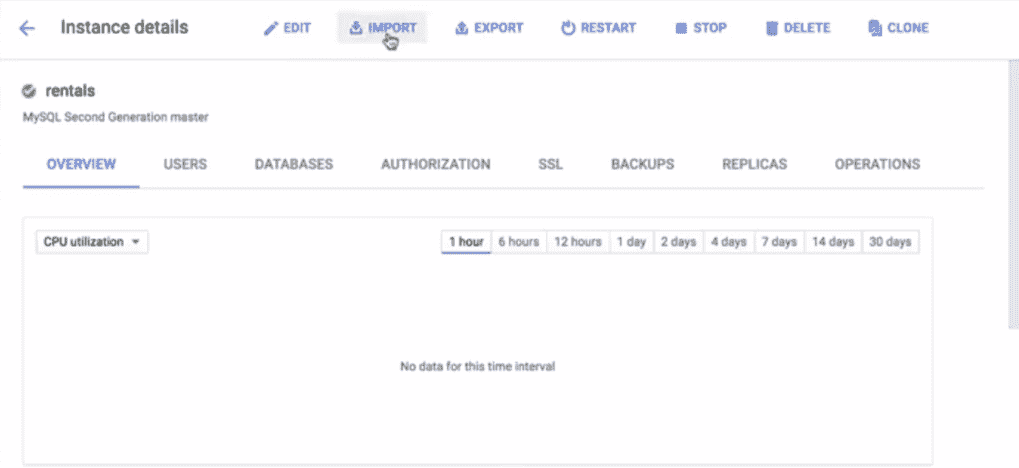 Instance details EDIT IMPORT EXPORT RESTART STOP DELETE CLONE
rentals
MySQL Second Generation master
OVERVIEW USERS DATABASES AUTHORIZATION SSL BACKUPS REPLICAS OPERATIONS
CPU utilization 1 hour 6 hours 12 hours 1 day 2 days 4 days 7 days 14 days 30 days
No data for this time interval